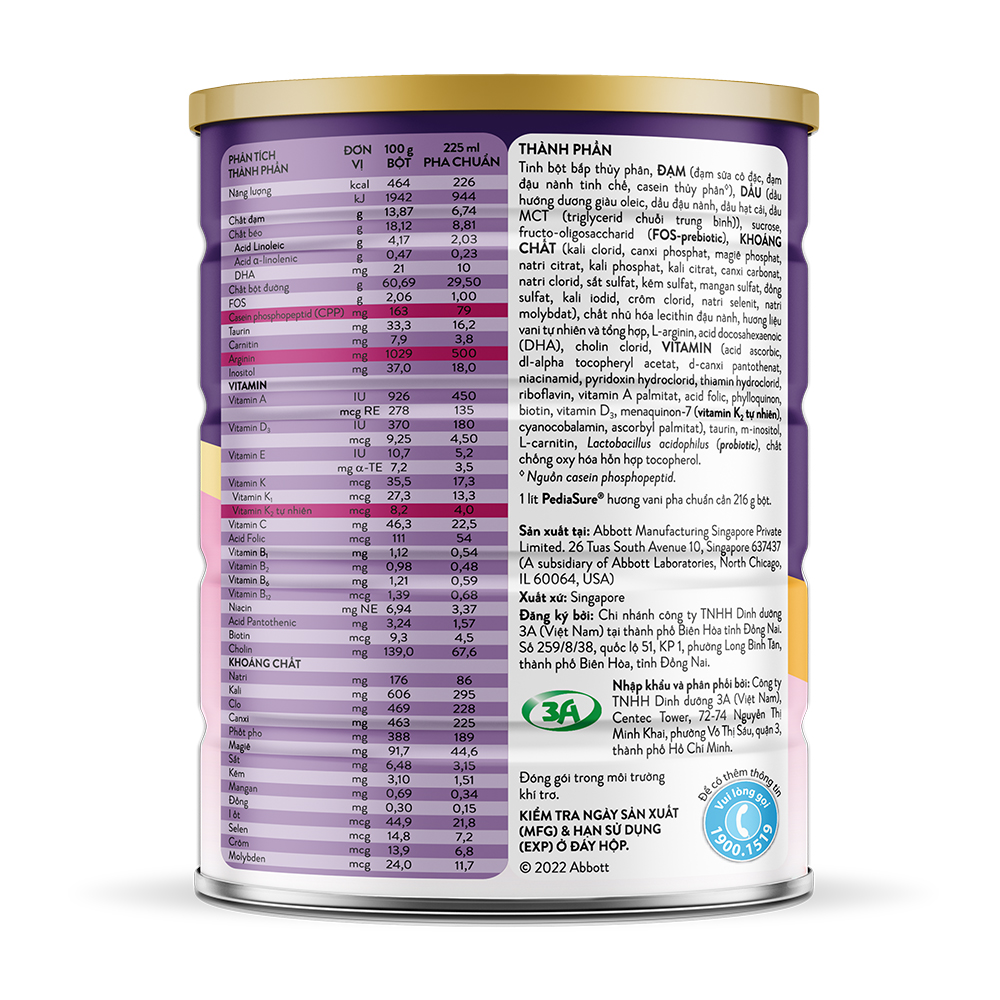 PHÂN TÍCH THÀNH PHẦN ĐƠN VỊ 100 g BỘT 225 ml PHA CHUẨN
Năng lượng kcal 464 226
kJ 1942 944
Chất đạm g 13,87 6,74
Chất béo g 18,12 8,81
Acid Linoleic g 4,17 2,03
Acid α-linolenic g 0,47 0,23
DHA mg 21 10
Chất bột đường g 60,69 29,50
FOS g 2,06 1,00
Casein phosphopeptid (CPP) mg 163 79
Taurin mg 33,3 16,2
Carnitin mg 7,9 3,8
Arginin mg 1029 500
Inositol mg 37,0 18,0
VITAMIN
Vitamin A IU 926 450
mcg RE 278 135
Vitamin D₃ IU 370 180
mcg 9,25 4,50
Vitamin E IU 10,7 5,2
mg α-TE 7,2 3,5
Vitamin K mcg 35,5 17,3
Vitamin K₁ mcg 27,3 13,3
Vitamin K₂ tự nhiên mcg 8,2 4,0
Vitamin C mg 46,3 22,5
Acid Folic mcg 111 54
Vitamin B₁ mg 1,12 0,54
Vitamin B₂ mg 0,98 0,48
Vitamin B₆ mg 1,21 0,59
Vitamin B₁₂ mcg 1,39 0,68
Niacin mg NE 6,94 3,37
Acid Pantothenic mg 3,24 1,57
Biotin mcg 9,3 4,5
Cholin mg 139,0 67,6
KHOÁNG CHẤT
Natri mg 176 86
Kali mg 606 295
Clo mg 469 228
Canxi mg 463 225
Phốt pho mg 388 189
Magiê mg 91,7 44,6
Sắt mg 6,48 3,15
Kẽm mg 3,10 1,51
Mangan mg 0,69 0,34
Đồng mg 0,30 0,15
I ốt mcg 44,9 21,8
Selen mcg 14,8 7,2
Crôm mcg 13,9 6,8
Molybden mcg 24,0 11,7
THÀNH PHẦN
Tinh bột bắp thủy phân, ĐẠM (đạm sữa cô đặc, đạm
đậu nành tinh chế, casein thủy phân◊), DẦU (dầu
hướng dương giàu oleic, dầu đậu nành, dầu hạt cải, dầu
MCT (triglycerid chuỗi trung bình)), sucrose,
fructo-oligosaccharid (FOS-prebiotic), KHOÁNG
CHẤT (kali clorid, canxi phosphat, magiê phosphat,
natri citrat, kali phosphat, kali citrat, canxi carbonat,
natri clorid, sắt sulfat, kẽm sulfat, mangan sulfat, đồng
sulfat, kali iodid, crôm clorid, natri selenit, natri
molybdat), chất nhũ hóa lecithin đậu nành, hương liệu
vani tự nhiên và tổng hợp, L-arginin, acid docosahexaenoic
(DHA), cholin clorid, VITAMIN (acid ascorbic,
dl-alpha tocopheryl acetat, d-canxi pantothenat,
niacinamid, pyridoxin hydroclorid, thiamin hydroclorid,
riboflavin, vitamin A palmitat, acid folic, phylloquinon,
biotin, vitamin D₃, menaquinon-7 (vitamin K₂ tự nhiên),
cyanocobalamin, ascorbyl palmitat), taurin, m-inositol,
L-carnitin, Lactobacillus acidophilus (probiotic), chất
chống oxy hóa hỗn hợp tocopherol.
◊ Nguồn casein phosphopeptid.
1 lít PediaSure® hương vani pha chuẩn cần 216 g bột.
Sản xuất tại: Abbott Manufacturing Singapore Private
Limited. 26 Tuas South Avenue 10, Singapore 637437
(A subsidiary of Abbott Laboratories, North Chicago,
IL 60064, USA)
Xuất xứ: Singapore
Đăng ký bởi: Chi nhánh công ty TNHH Dinh dưỡng
3A (Việt Nam) tại thành phố Biên Hòa tỉnh Đồng Nai.
Số 259/8/38, quốc lộ 51, KP 1, phường Long Bình Tân,
thành phố Biên Hòa, tỉnh Đồng Nai.
3A
Nhập khẩu và phân phối bởi: Công ty
TNHH Dinh dưỡng 3A (Việt Nam),
Centec Tower, 72-74 Nguyễn Thị
Minh Khai, phường Võ Thị Sáu, quận 3,
thành phố Hồ Chí Minh.
Đóng gói trong môi trường
khí trơ.
KIỂM TRA NGÀY SẢN XUẤT
(MFG) & HẠN SỬ DỤNG
(EXP) Ở ĐÁY HỘP.
© 2022 Abbott
Để có thêm thông tin
Vui lòng gọi
1900.1519